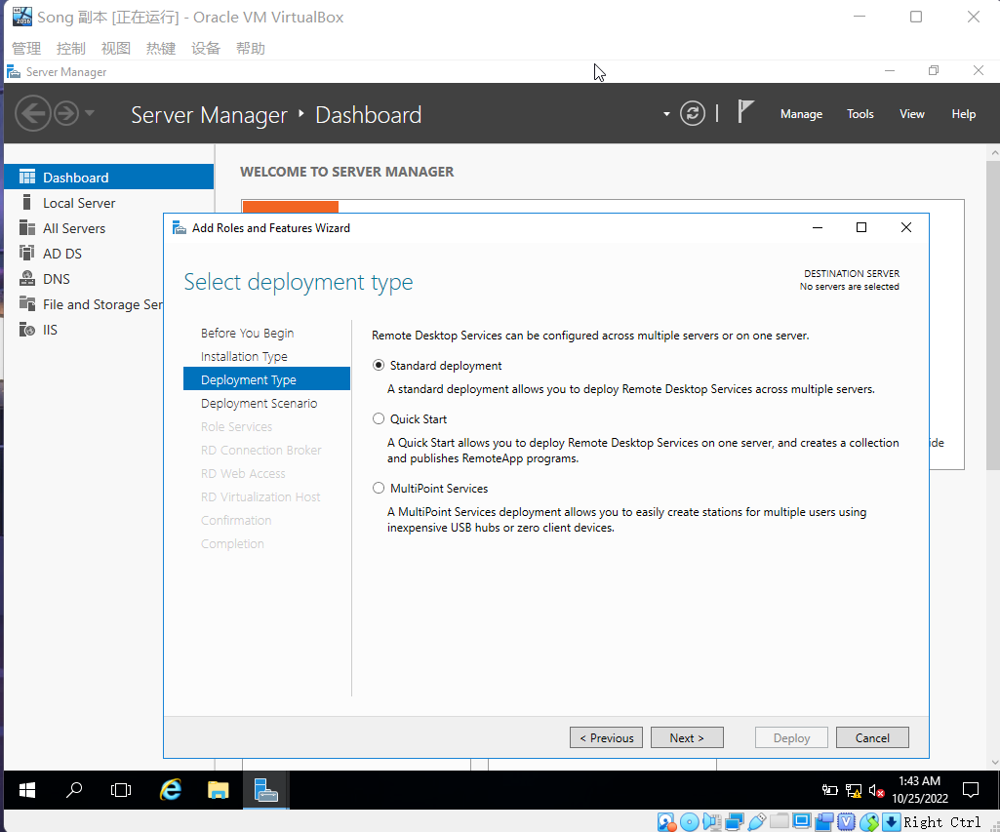 Song 副本 [正在运行] - Oracle VM VirtualBox
管理 控制 视图 热键 设备 帮助
Server Manager
Server Manager Dashboard
Manage Tools View Help
WELCOME TO SERVER MANAGER
Dashboard
Local Server
All Servers
AD DS
DNS
File and Storage Ser
IIS
Add Roles and Features Wizard
Select deployment type
DESTINATION SERVER
No servers are selected
Before You Begin
Installation Type
Deployment Type
Deployment Scenario
Role Services
RD Connection Broker
RD Web Access
RD Virtualization Host
Confirmation
Completion
Remote Desktop Services can be configured across multiple servers or on one server.
Standard deployment
A standard deployment allows you to deploy Remote Desktop Services across multiple servers.
Quick Start
A Quick Start allows you to deploy Remote Desktop Services on one server, and creates a collection
and publishes RemoteApp programs.
MultiPoint Services
A MultiPoint Services deployment allows you to easily create stations for multiple users using
inexpensive USB hubs or zero client devices.
ide
< Previous Next > Deploy Cancel
1:43 AM
10/25/2022
Right Ctrl